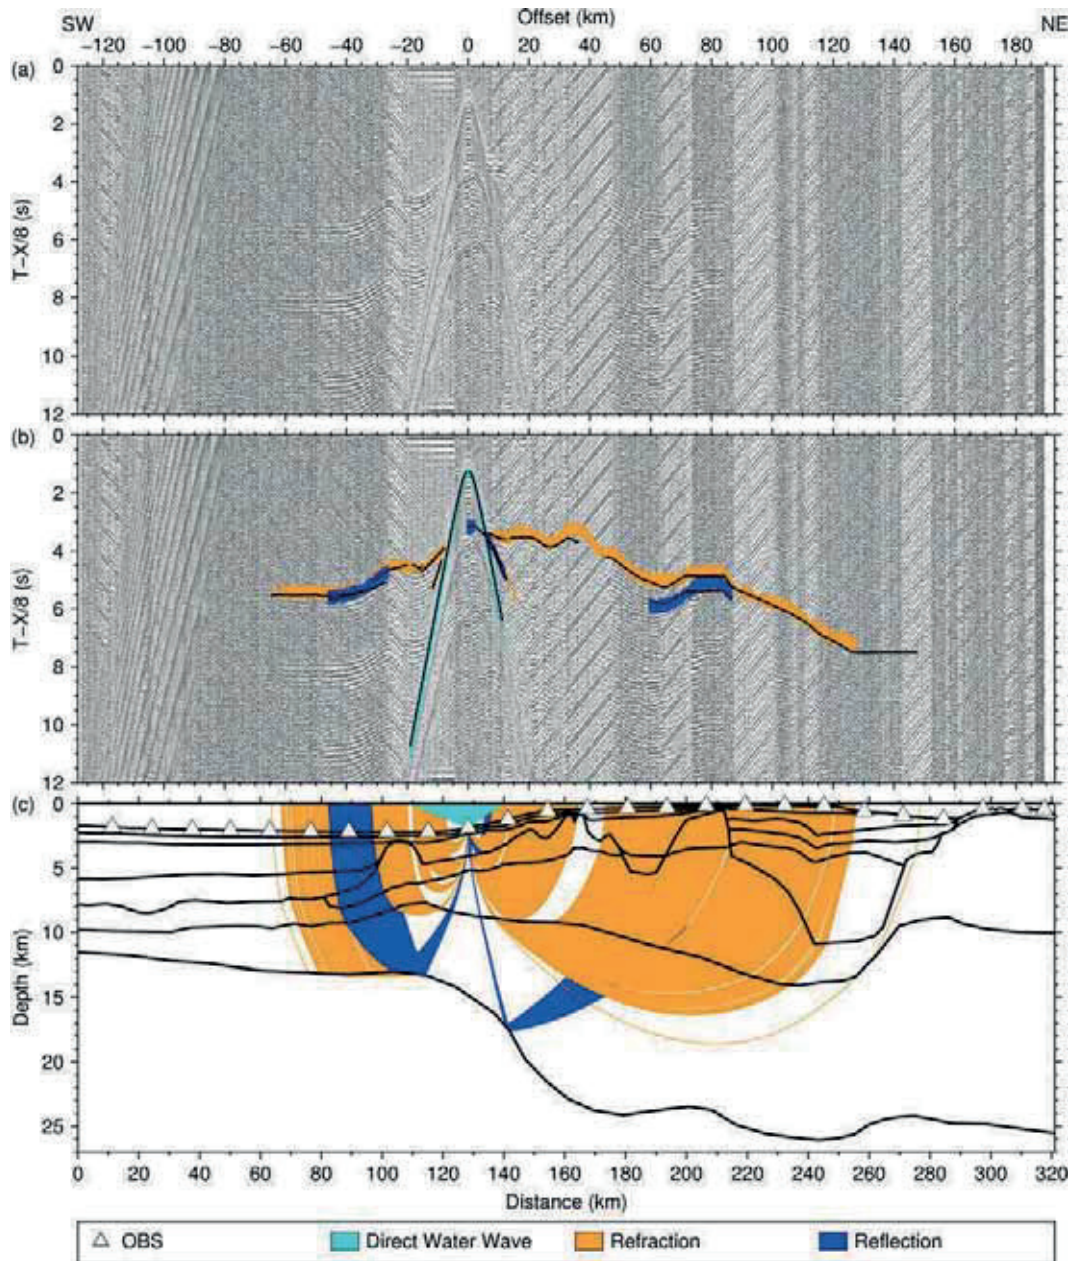 SW Offset (km) NE
−120 −100 −80 −60 −40 −20 0 20 40 60 80 100 120 140 160 180
(a)
0
2
4
6
8
10
12
T−X/8 (s)
(b)
0
2
4
6
8
10
12
T−X/8 (s)
(c)
0
5
10
15
20
25
Depth (km)
0 20 40 60 80 100 120 140 160 180 200 220 240 260 280 300 320
Distance (km)
OBS Direct Water Wave Refraction Reflection